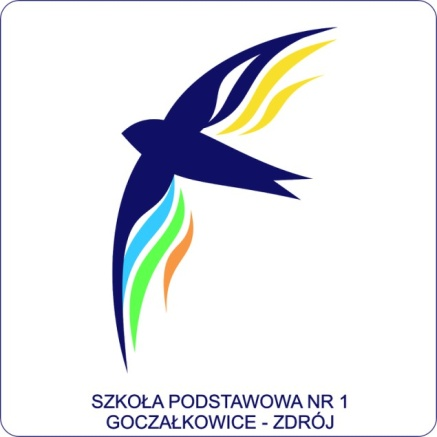 SZKOŁA PODSTAWOWA NR 1
GOCZAŁKOWICE - ZDRÓJ